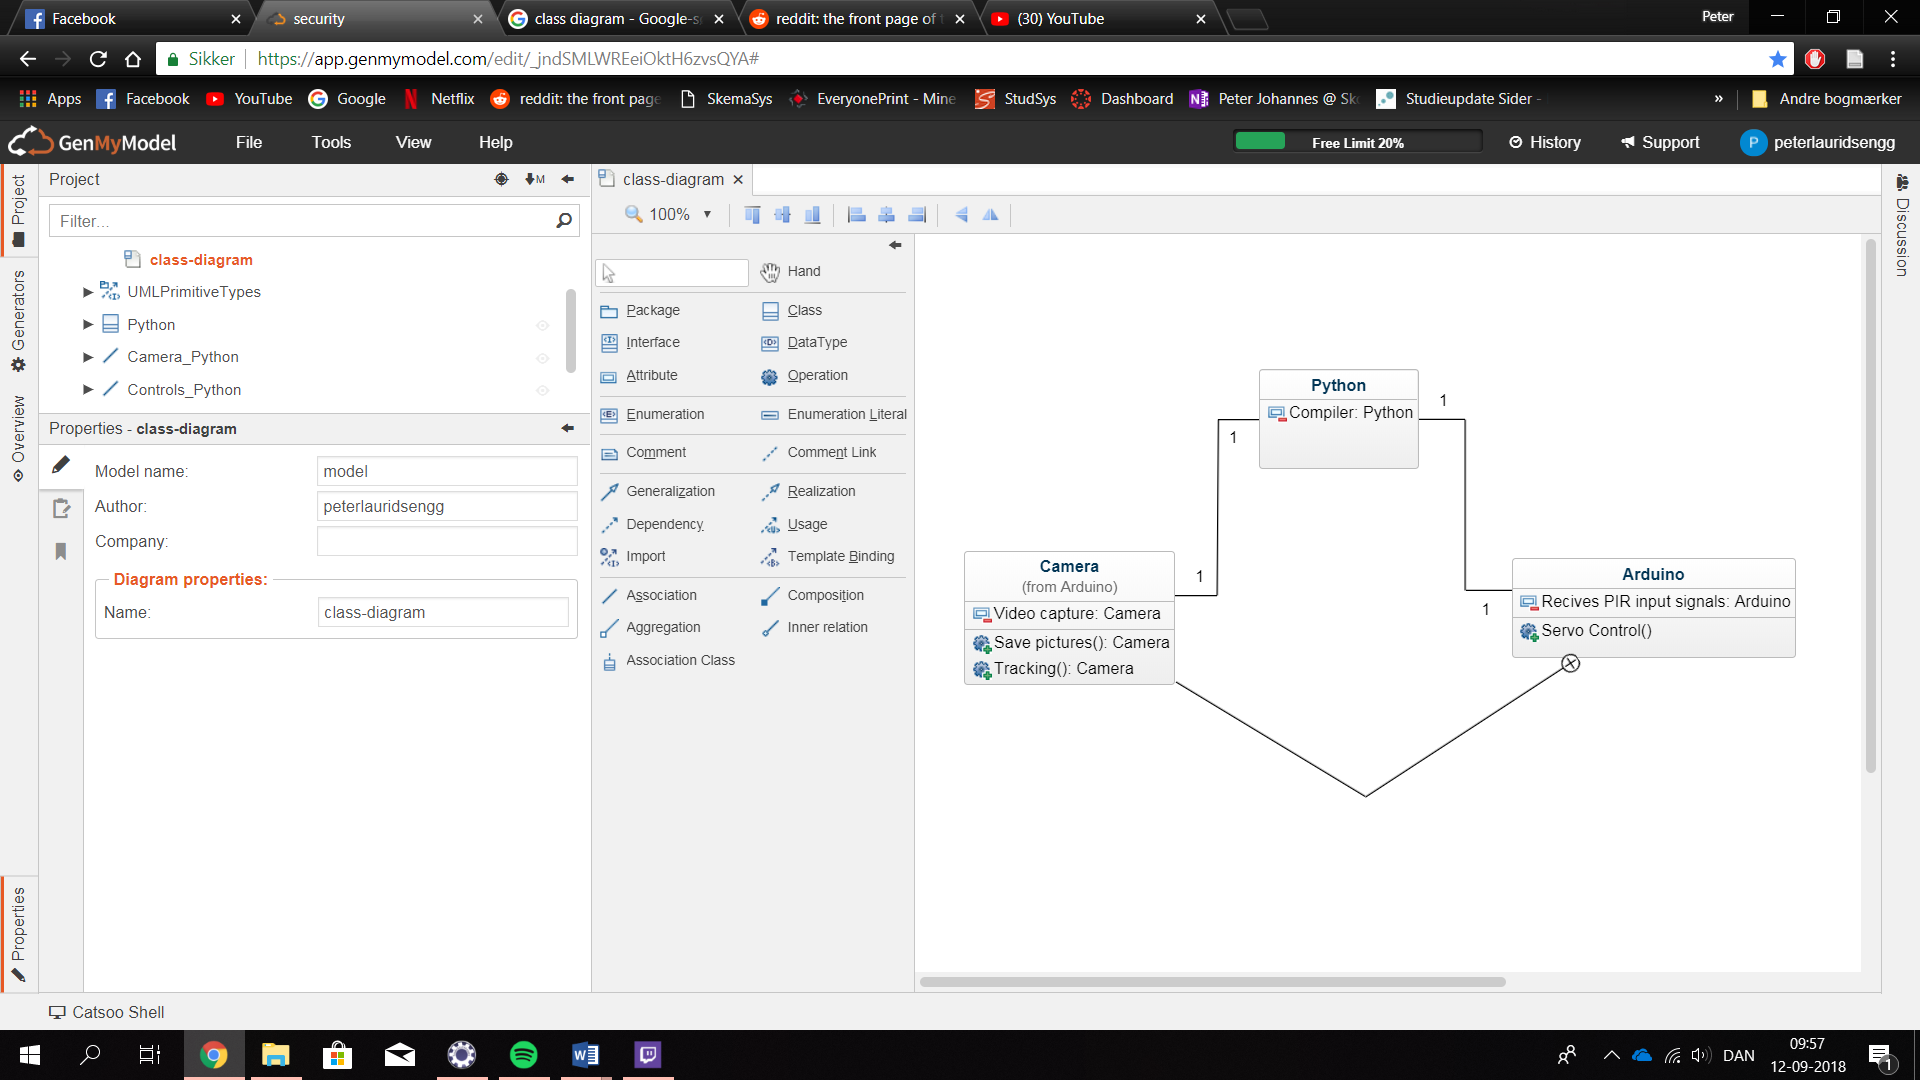 Facebook
security
class diagram - Google-s
reddit: the front page of t
(30) YouTube
Peter
Sikker
https://app.genmymodel.com/edit/_jndSMLWREeiOktH6zvsQYA#
Apps
Facebook
YouTube
Google
Netflix
reddit: the front page
SkemaSys
EveryonePrint - Mine
StudSys
Dashboard
Peter Johannes @ Sk
Studieupdate Sider -
»
Andre bogmærker
GenMyModel
File
Tools
View
Help
Free Limit 20%
History
Support
P
peterlauridsengg
Project
Generators
Overview
Properties
Project
M
Filter...
class-diagram
UMLPrimitiveTypes
Python
Camera_Python
Controls_Python
Properties - class-diagram
Model name:
model
Author:
peterlauridsengg
Company:
Diagram properties:
Name:
class-diagram
class-diagram
100%
Hand
Package
Class
Interface
DataType
Attribute
Operation
Enumeration
Enumeration Literal
Comment
Comment Link
Generalization
Realization
Dependency
Usage
Import
Template Binding
Association
Composition
Aggregation
Inner relation
Association Class
Python
Compiler: Python
1
1
Camera
(from Arduino)
Video capture: Camera
Save pictures(): Camera
Tracking(): Camera
1
Arduino
Recives PIR input signals: Arduino
Servo Control()
1
Discussion
Catsoo Shell
DAN
09:57
12-09-2018
1